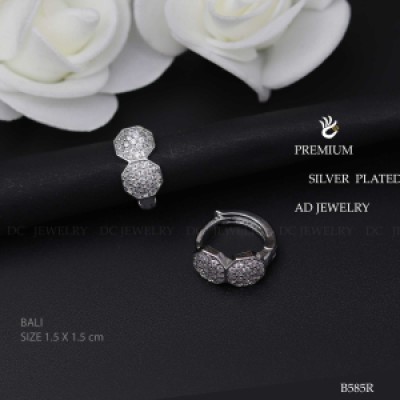 PREMIUM
SILVER PLATED
AD JEWELRY
DC JEWELRY DC JEWELRY DC JEWELRY
BALI
SIZE 1.5 X 1.5 cm
B585R